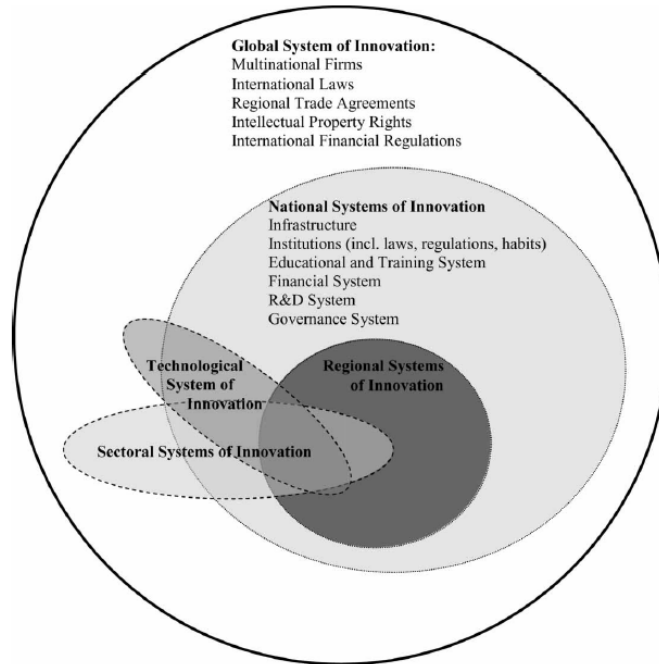 Global System of Innovation:
Multinational Firms
International Laws
Regional Trade Agreements
Intellectual Property Rights
International Financial Regulations
National Systems of Innovation
Infrastructure
Institutions (incl. laws, regulations, habits)
Educational and Training System
Financial System
R&D System
Governance System
Technological
System of
Innovation
Regional Systems
of Innovation
Sectoral Systems of Innovation